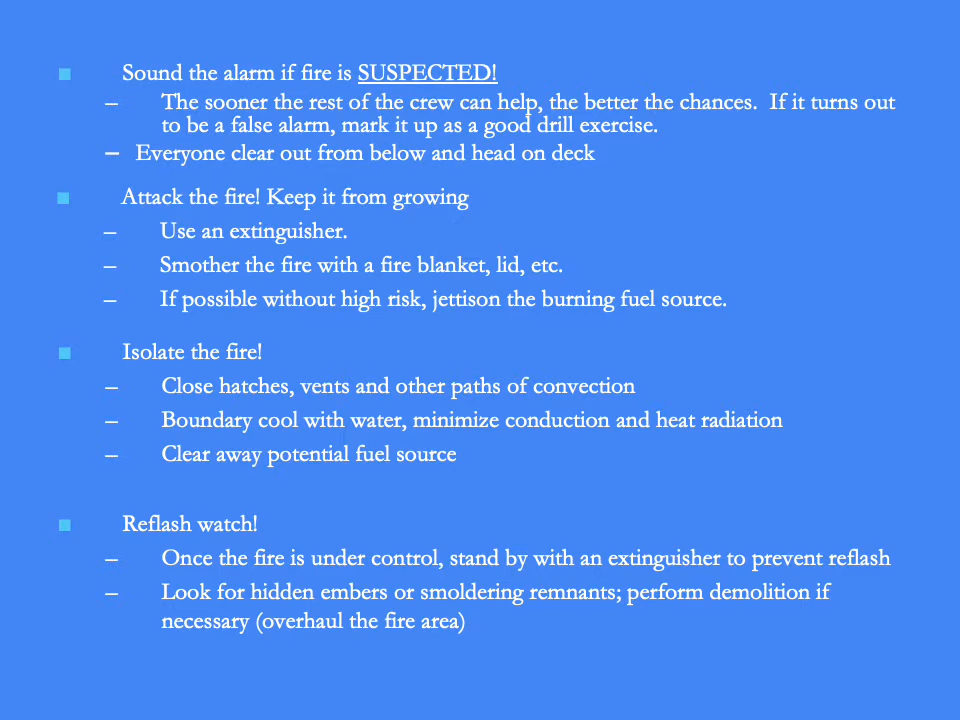 ■ Sound the alarm if fire is SUSPECTED!
– The sooner the rest of the crew can help, the better the chances.  If it turns out
to be a false alarm, mark it up as a good drill exercise.
– Everyone clear out from below and head on deck
■ Attack the fire! Keep it from growing
– Use an extinguisher.
– Smother the fire with a fire blanket, lid, etc.
– If possible without high risk, jettison the burning fuel source.
■ Isolate the fire!
– Close hatches, vents and other paths of convection
– Boundary cool with water, minimize conduction and heat radiation
– Clear away potential fuel source
■ Reflash watch!
– Once the fire is under control, stand by with an extinguisher to prevent reflash
– Look for hidden embers or smoldering remnants; perform demolition if
necessary (overhaul the fire area)